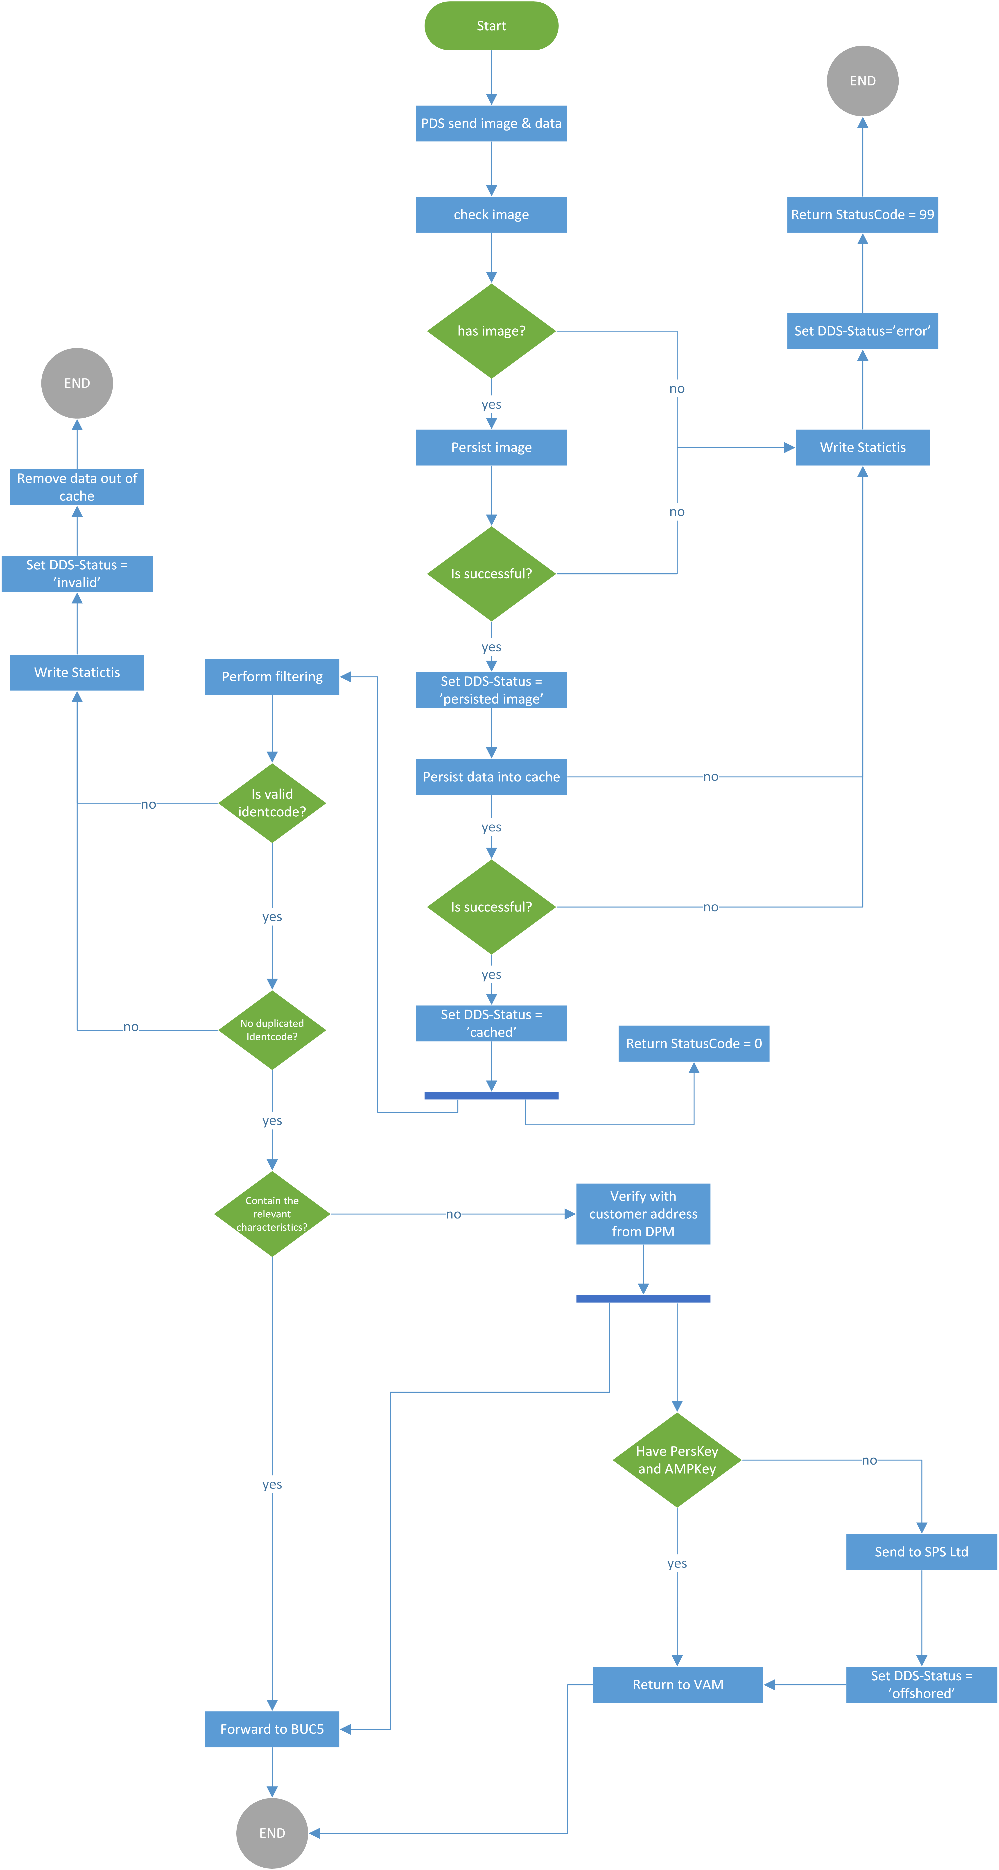 Start
END
PDS send image & data
check image
Return StatusCode = 99
has image?
Set DDS-Status='error'
no
yes
END
Persist image
Write Statictis
Remove data out of
cache
no
Is successful?
Set DDS-Status =
'invalid'
yes
Write Statictis
Perform filtering
Set DDS-Status =
'persisted image'
Persist data into cache
no
Is valid
identcode?
no
yes
Is successful?
no
yes
yes
No duplicated
Identcode?
no
Set DDS-Status =
'cached'
Return StatusCode = 0
yes
Contain the
relevant
characteristics?
no
Verify with
customer address
from DPM
Have PersKey
and AMPKey
no
yes
Send to SPS Ltd
yes
Return to VAM
Set DDS-Status =
'offshored'
Forward to BUC5
END